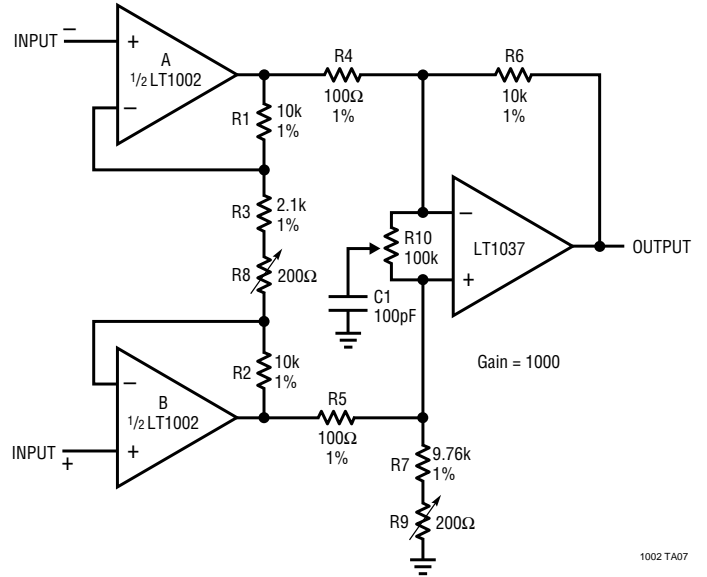 INPUT −
+
A
1/2 LT1002
−
R1
10k
1%
R4
100Ω
1%
R6
10k
1%
R3
2.1k
1%
R8
200Ω
R10
100k
C1
100pF
−
+
LT1037
OUTPUT
Gain = 1000
R2
10k
1%
−
B
1/2 LT1002
+
INPUT +
R5
100Ω
1%
R7
9.76k
1%
R9
200Ω
1002 TA07